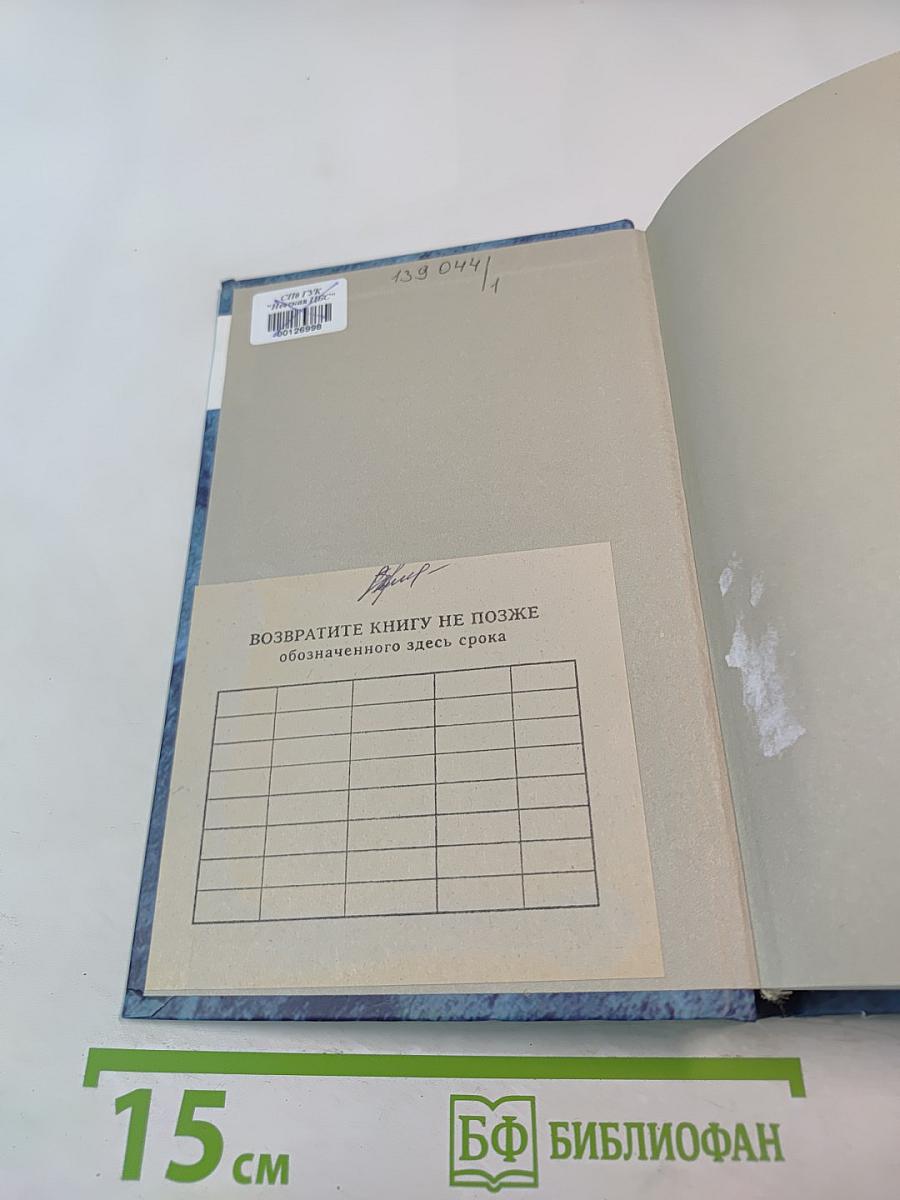 139 044/1
СПб ГУК
"Невская ЦБС"
00126998
ВОЗВРАТИТЕ КНИГУ НЕ ПОЗЖЕ
обозначенного здесь срока
15 см
БФ БИБЛИОФАН